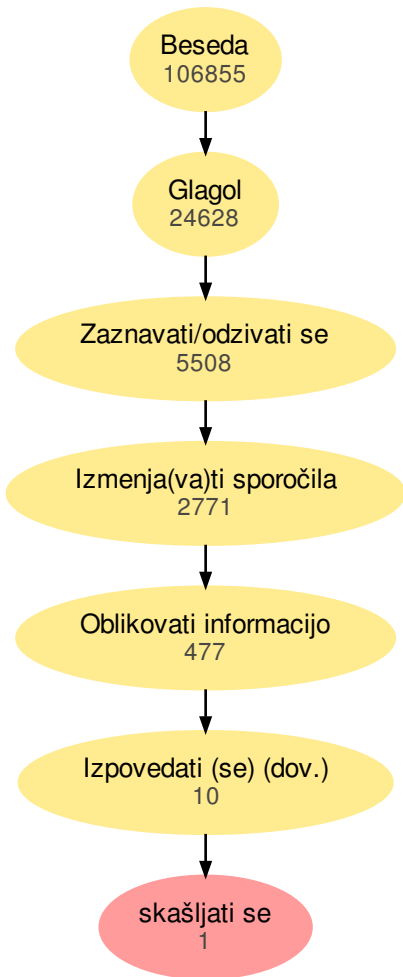 Beseda
106855
Glagol
24628
Zaznavati/odzivati se
5508
Izmenja(va)ti sporočila
2771
Oblikovati informacijo
477
Izpovedati (se) (dov.)
10
skašljati se
1